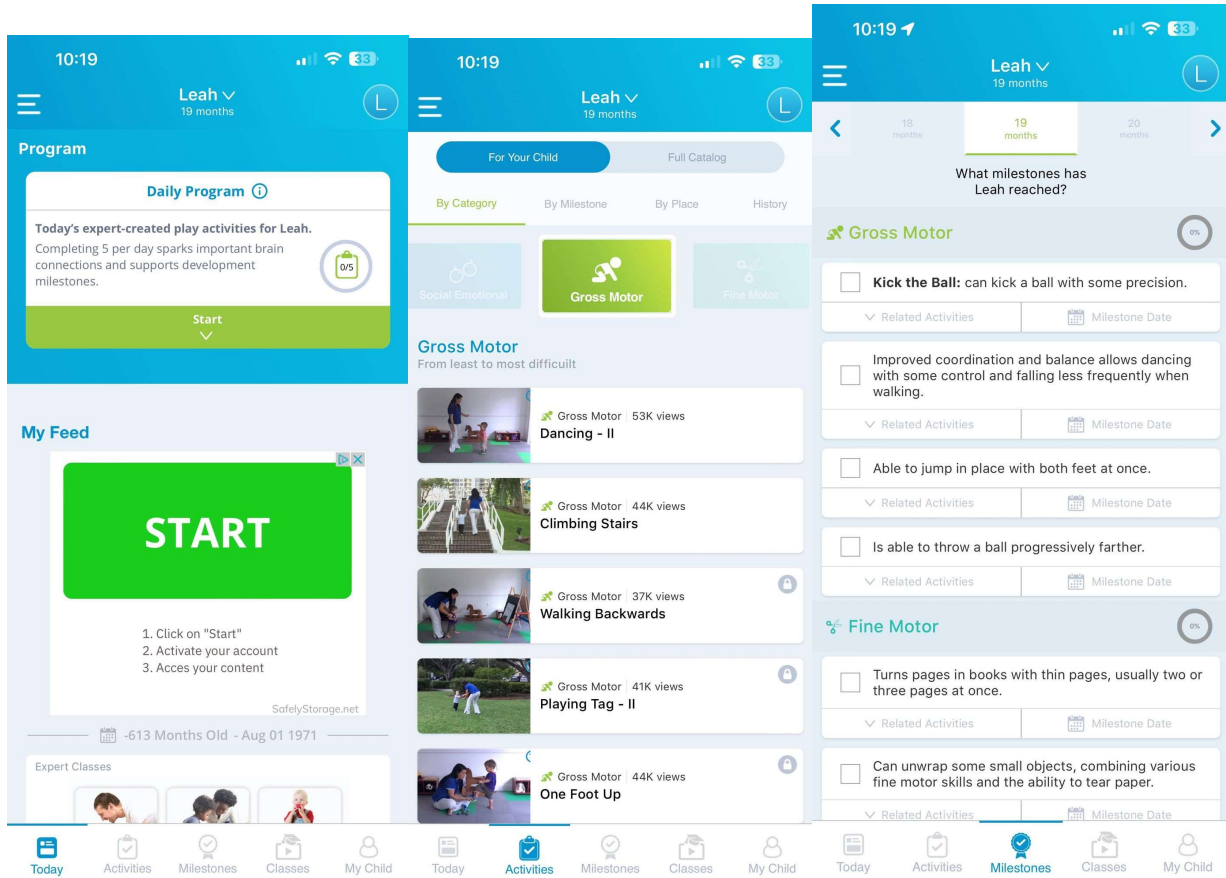 10:19
33
Leah
19 months
L
Program
Daily Program
Today's expert-created play activities for Leah.
Completing 5 per day sparks important brain
connections and supports development
milestones.
0/5
Start
My Feed
START
1. Click on "Start"
2. Activate your account
3. Acces your content
SafelyStorage.net
-613 Months Old - Aug 01 1971
Expert Classes
Today
Activities
Milestones
Classes
My Child
10:19
33
Leah
19 months
L
For Your Child
Full Catalog
By Category
By Milestone
By Place
History
Social Emotional
Gross Motor
Fine Motor
Gross Motor
From least to most difficuilt
Gross Motor 53K views
Dancing - II
Gross Motor 44K views
Climbing Stairs
Gross Motor 37K views
Walking Backwards
Gross Motor 41K views
Playing Tag - II
Gross Motor 44K views
One Foot Up
Today
Activities
Milestones
Classes
My Child
10:19
33
Leah
19 months
L
18
months
19
months
20
months
What milestones has
Leah reached?
Gross Motor
0%
Kick the Ball: can kick a ball with some precision.
Related Activities
Milestone Date
Improved coordination and balance allows dancing
with some control and falling less frequently when
walking.
Related Activities
Milestone Date
Able to jump in place with both feet at once.
Related Activities
Milestone Date
Is able to throw a ball progressively farther.
Related Activities
Milestone Date
Fine Motor
0%
Turns pages in books with thin pages, usually two or
three pages at once.
Related Activities
Milestone Date
Can unwrap some small objects, combining various
fine motor skills and the ability to tear paper.
Related Activities
Milestone Date
Today
Activities
Milestones
Classes
My Child